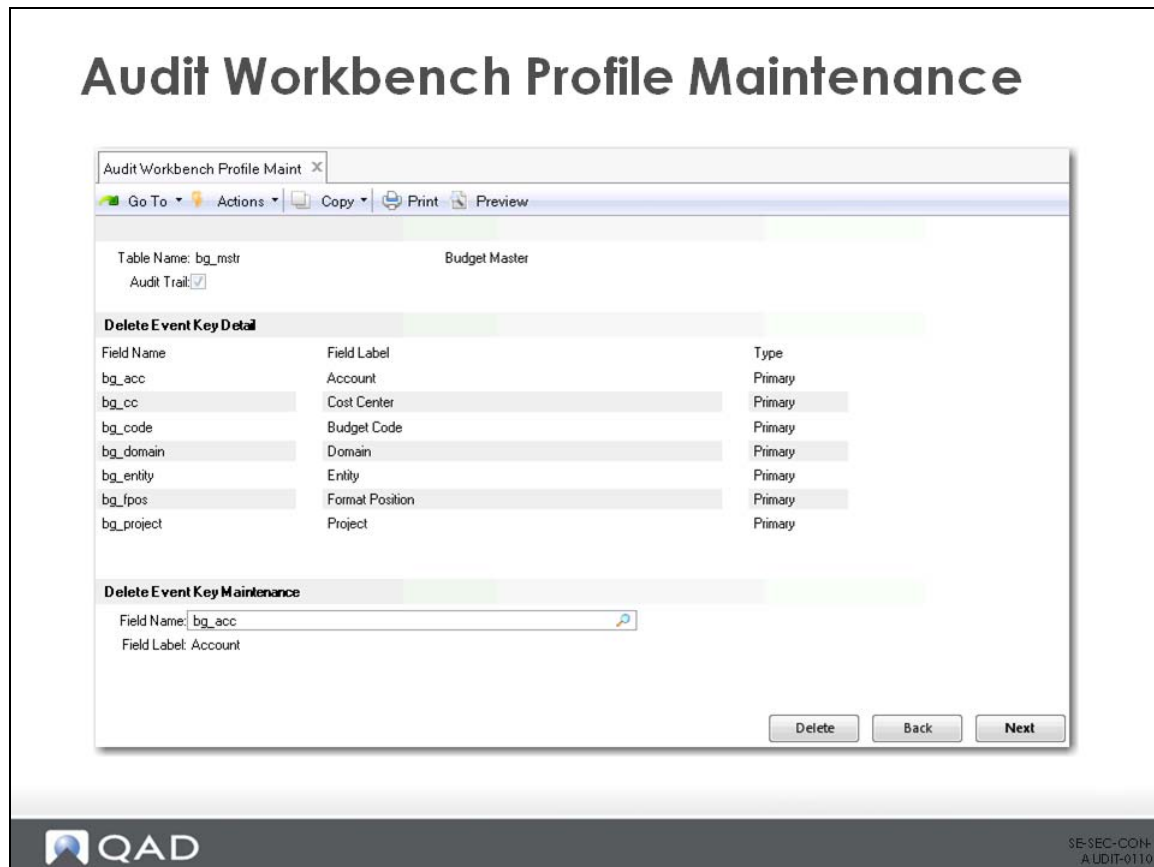 Audit Workbench Profile Maintenance
Audit Workbench Profile Maint
Go To Actions Copy Print Preview
Table Name: bg_mstr Budget Master
Audit Trail:
Delete Event Key Detail
Field Name Field Label Type
bg_acc Account Primary
bg_cc Cost Center Primary
bg_code Budget Code Primary
bg_domain Domain Primary
bg_entity Entity Primary
bg_fpos Format Position Primary
bg_project Project Primary
Delete Event Key Maintenance
Field Name: bg_acc
Field Label: Account
Delete Back Next
QAD
SE-SEC-CON-
AUDIT-0110